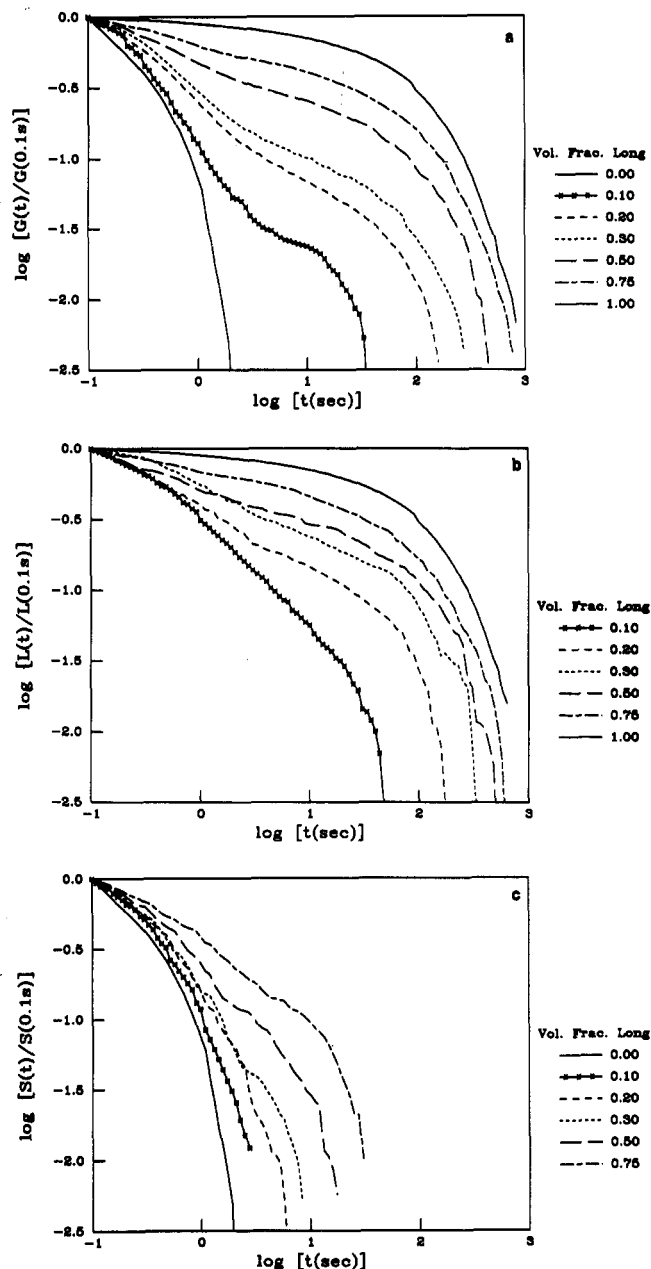 a
0.0
-0.5
-1.0
-1.5
-2.0
-2.5
log [G(t)/G(0.1s)]
-1 0 1 2 3
log [t(sec)]
Vol. Frac. Long
0.00
0.10
0.20
0.30
0.50
0.75
1.00
b
0.0
-0.5
-1.0
-1.5
-2.0
-2.5
log [L(t)/L(0.1s)]
-1 0 1 2 3
log [t(sec)]
Vol. Frac. Long
0.10
0.20
0.30
0.50
0.75
1.00
c
0.0
-0.5
-1.0
-1.5
-2.0
-2.5
log [S(t)/S(0.1s)]
-1 0 1 2 3
log [t(sec)]
Vol. Frac. Long
0.00
0.10
0.20
0.30
0.50
0.75